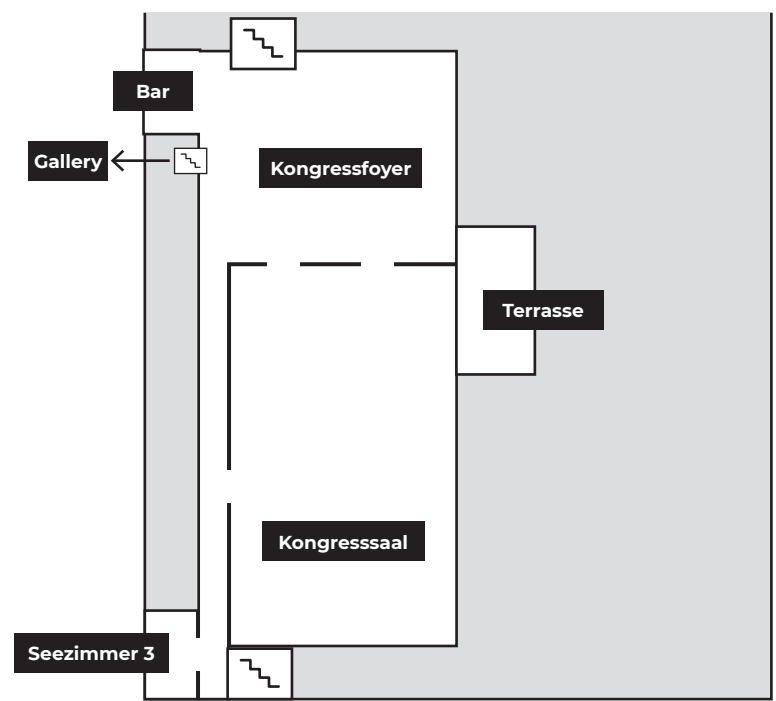 Bar
Gallery
Kongressfoyer
Terrasse
Kongresssaal
Seezimmer 3